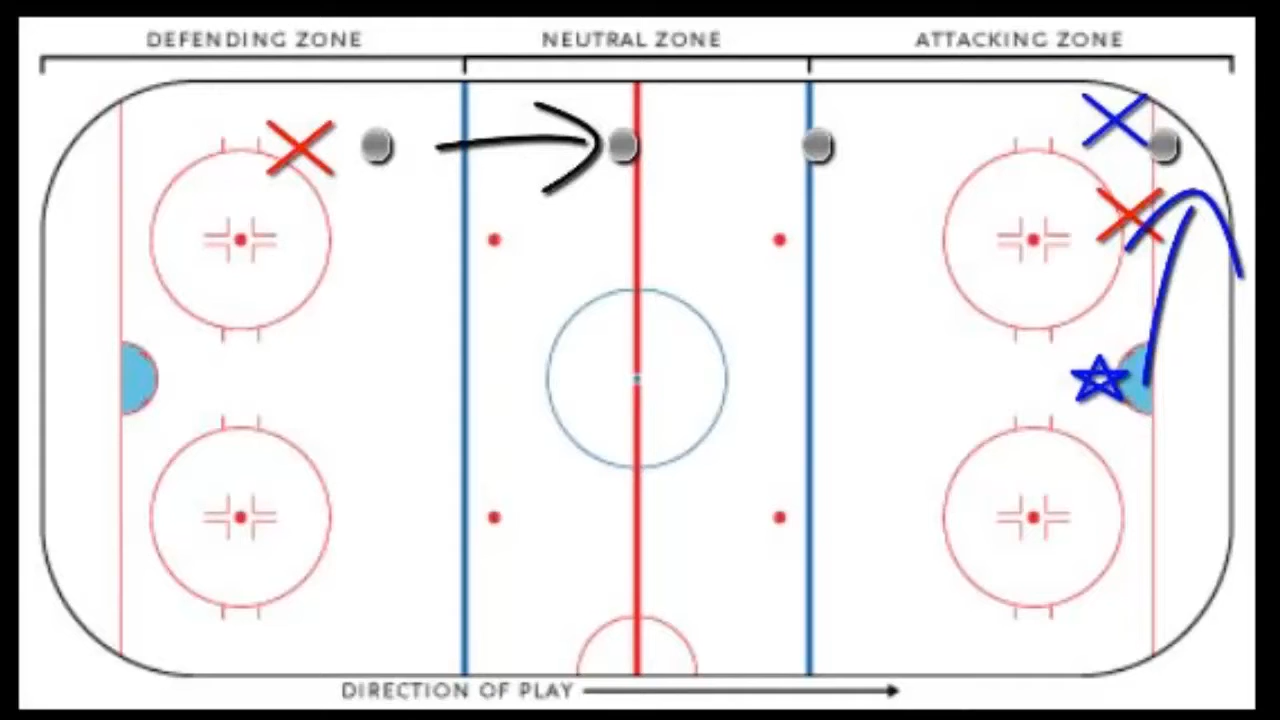 DEFENDING ZONE
NEUTRAL ZONE
ATTACKING ZONE
DIRECTION OF PLAY